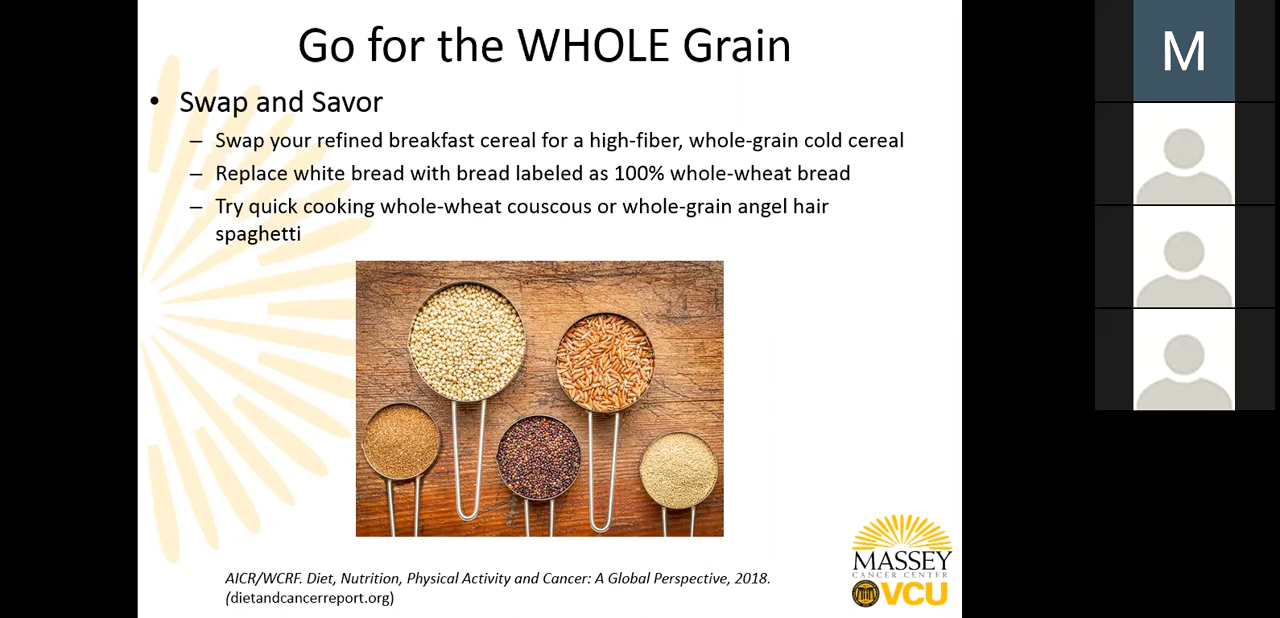 Go for the WHOLE Grain
• Swap and Savor
– Swap your refined breakfast cereal for a high-fiber, whole-grain cold cereal
– Replace white bread with bread labeled as 100% whole-wheat bread
– Try quick cooking whole-wheat couscous or whole-grain angel hair
spaghetti
AICR/WCRF. Diet, Nutrition, Physical Activity and Cancer: A Global Perspective, 2018.
(dietandcancerreport.org)
MASSEY
CANCER CENTER
VCU
M